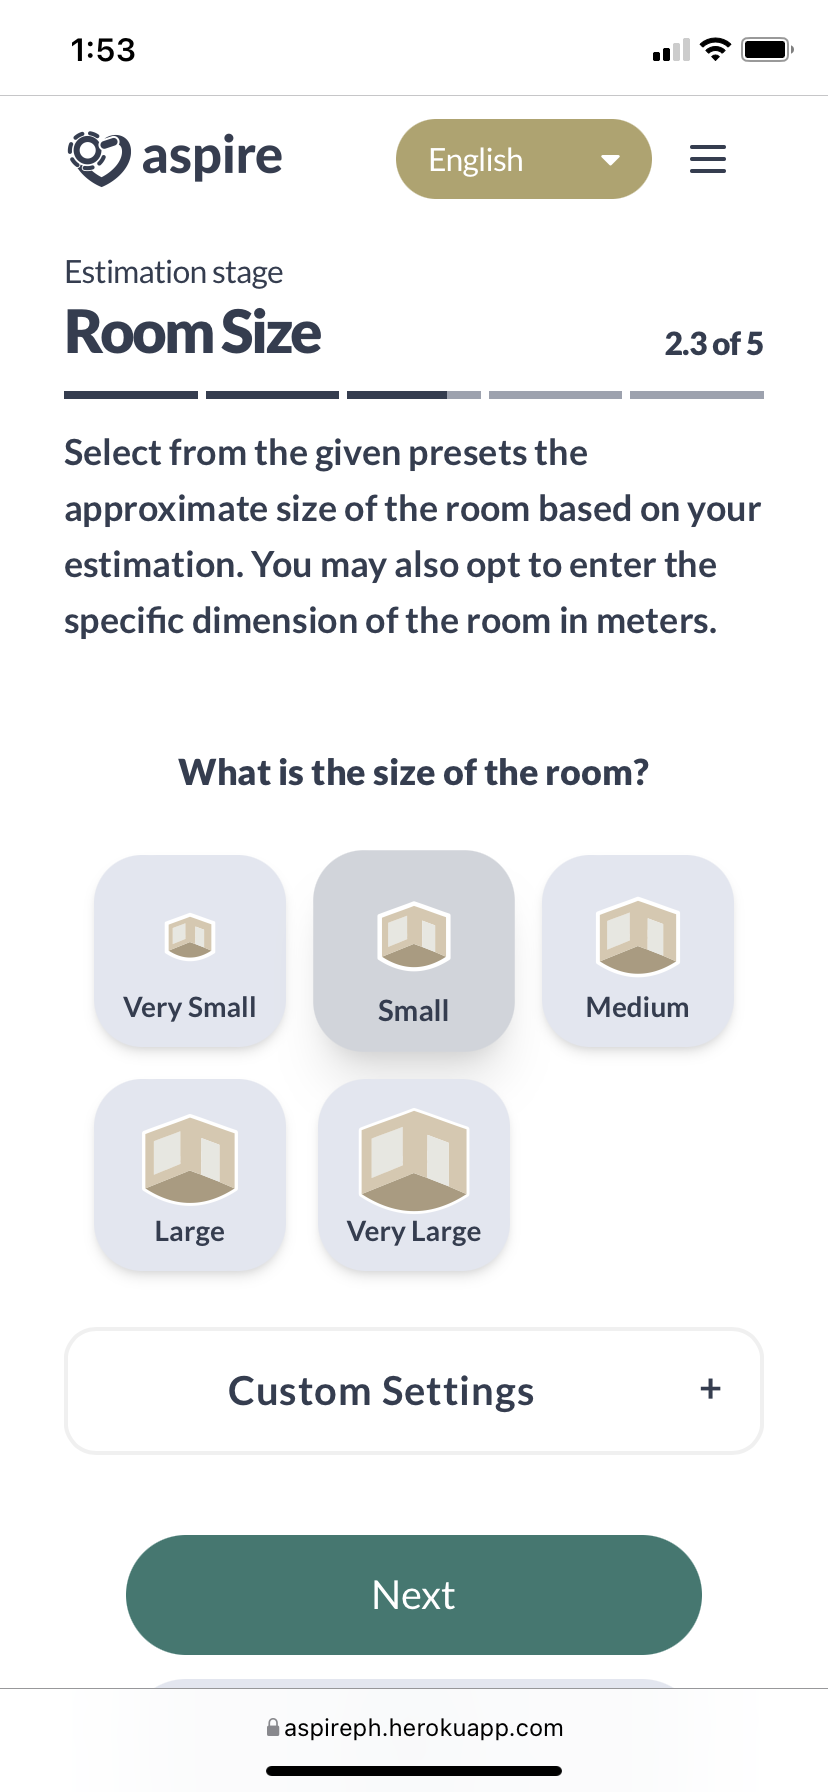 1:53
aspire
English
Estimation stage
Room Size
2.3 of 5
Select from the given presets the
approximate size of the room based on your
estimation. You may also opt to enter the
specific dimension of the room in meters.
What is the size of the room?
Very Small
Small
Medium
Large
Very Large
Custom Settings
+
Next
aspireph.herokuapp.com